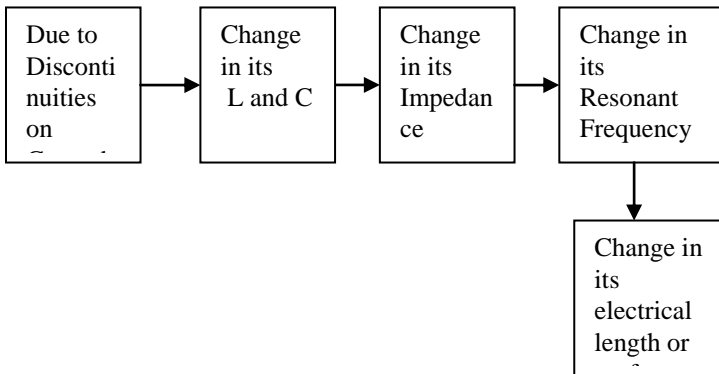 Due to
Disconti
nuities
on
Change
in its
L and C
Change
in its
Impedan
ce
Change in
its
Resonant
Frequency
Change in
its
electrical
length or